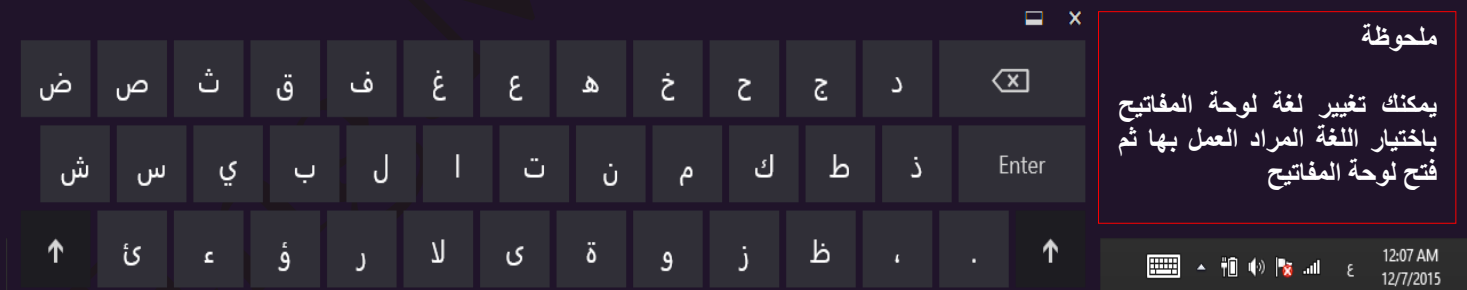 ملحوظة
يمكنك تغيير لغة لوحة المفاتيح
باختيار اللغة المراد العمل بها ثم
فتح لوحة المفاتيح
ض ص ث ق ف غ ع ه خ ح ج د
ش س ي ب ل ا ت ن م ك ط ذ Enter
ئ ء ؤ ر لا ى ة و ز ظ ، .
ع 12:07 AM
12/7/2015